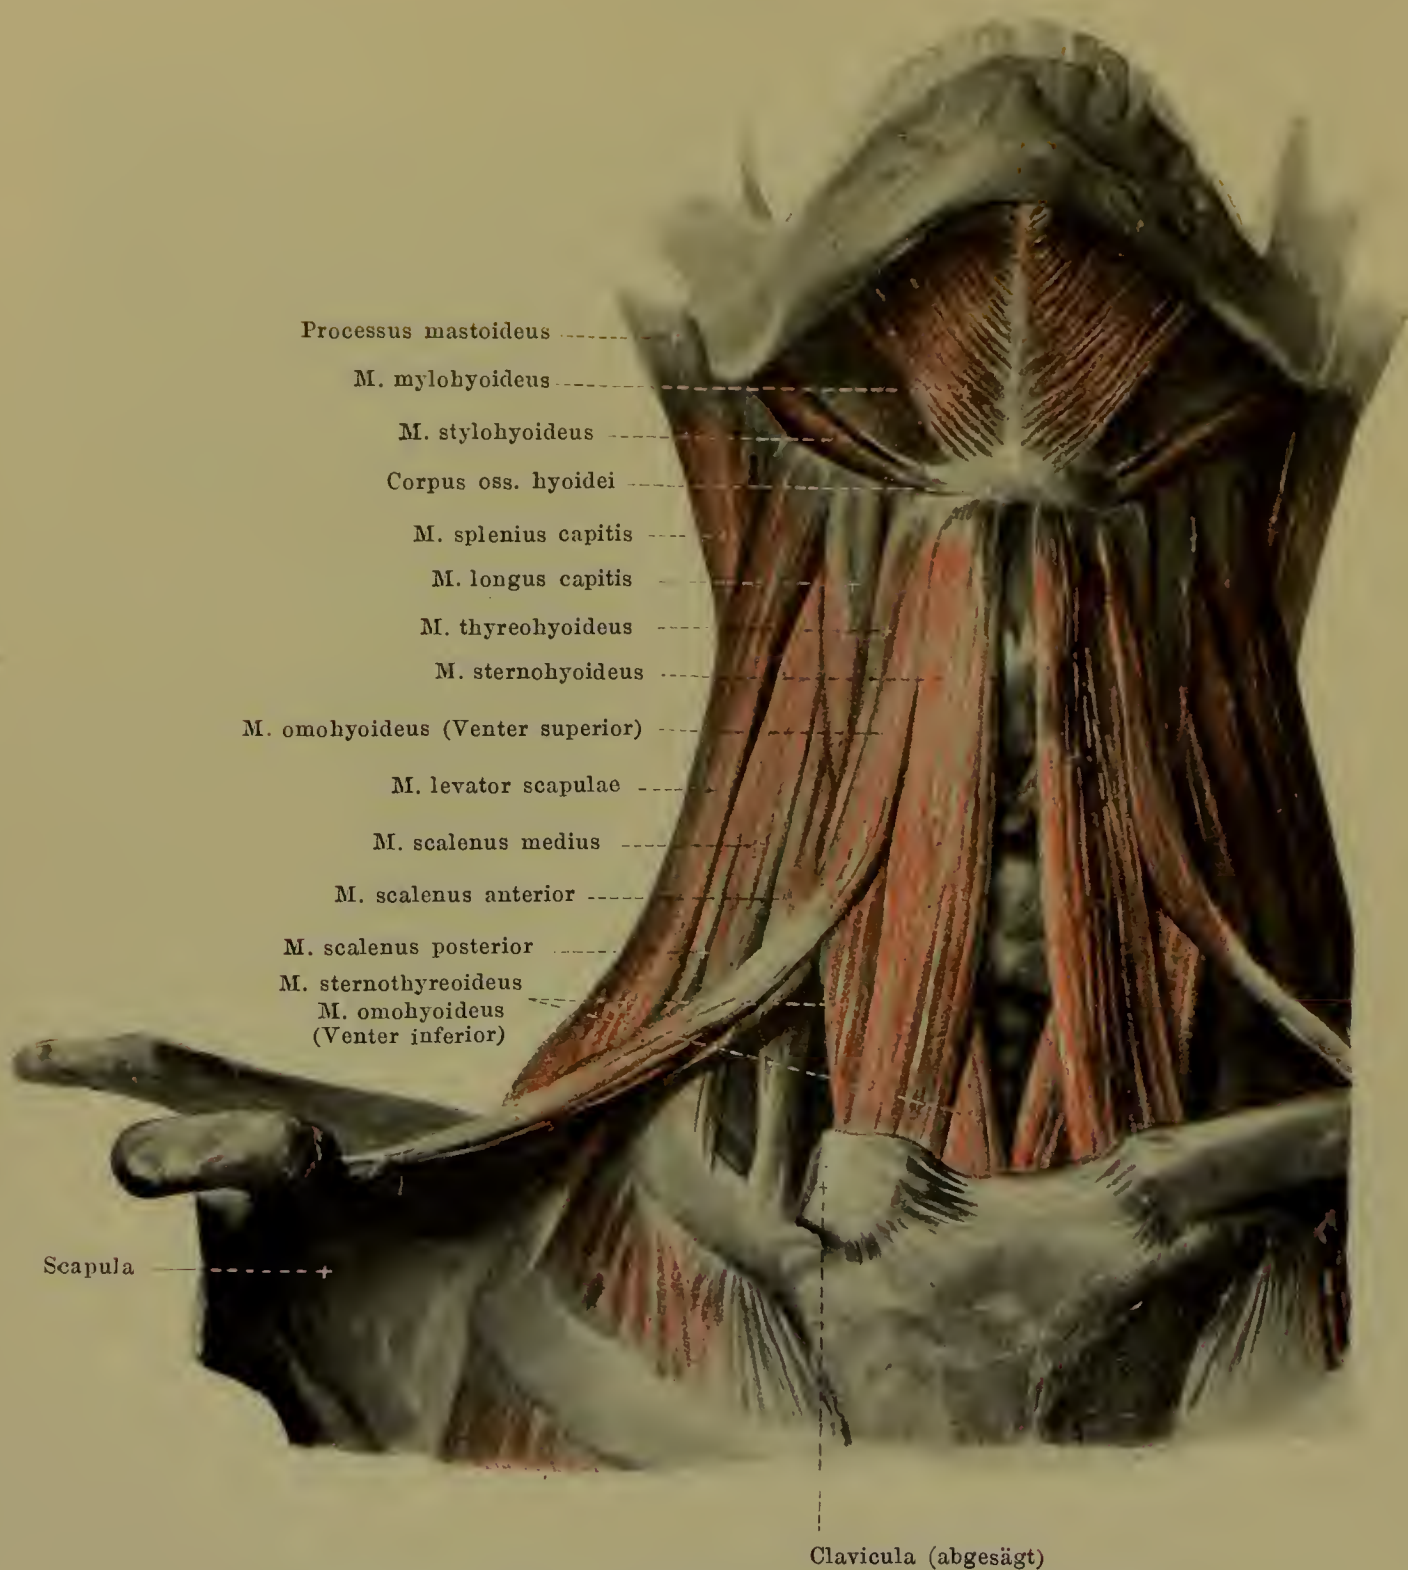 Processus mastoideus
M. mylohyoideus
M. stylohyoideus
Corpus oss. hyoidei
M. splenius capitis
M. longus capitis
M. thyreohyoideus
M. sternohyoideus
M. omohyoideus (Venter superior)
M. levator scapulae
M. scalenus medius
M. scalenus anterior
M. scalenus posterior
M. sternothyreoideus
M. omohyoideus
(Venter inferior)
Scapula
Clavicula (abgesägt)